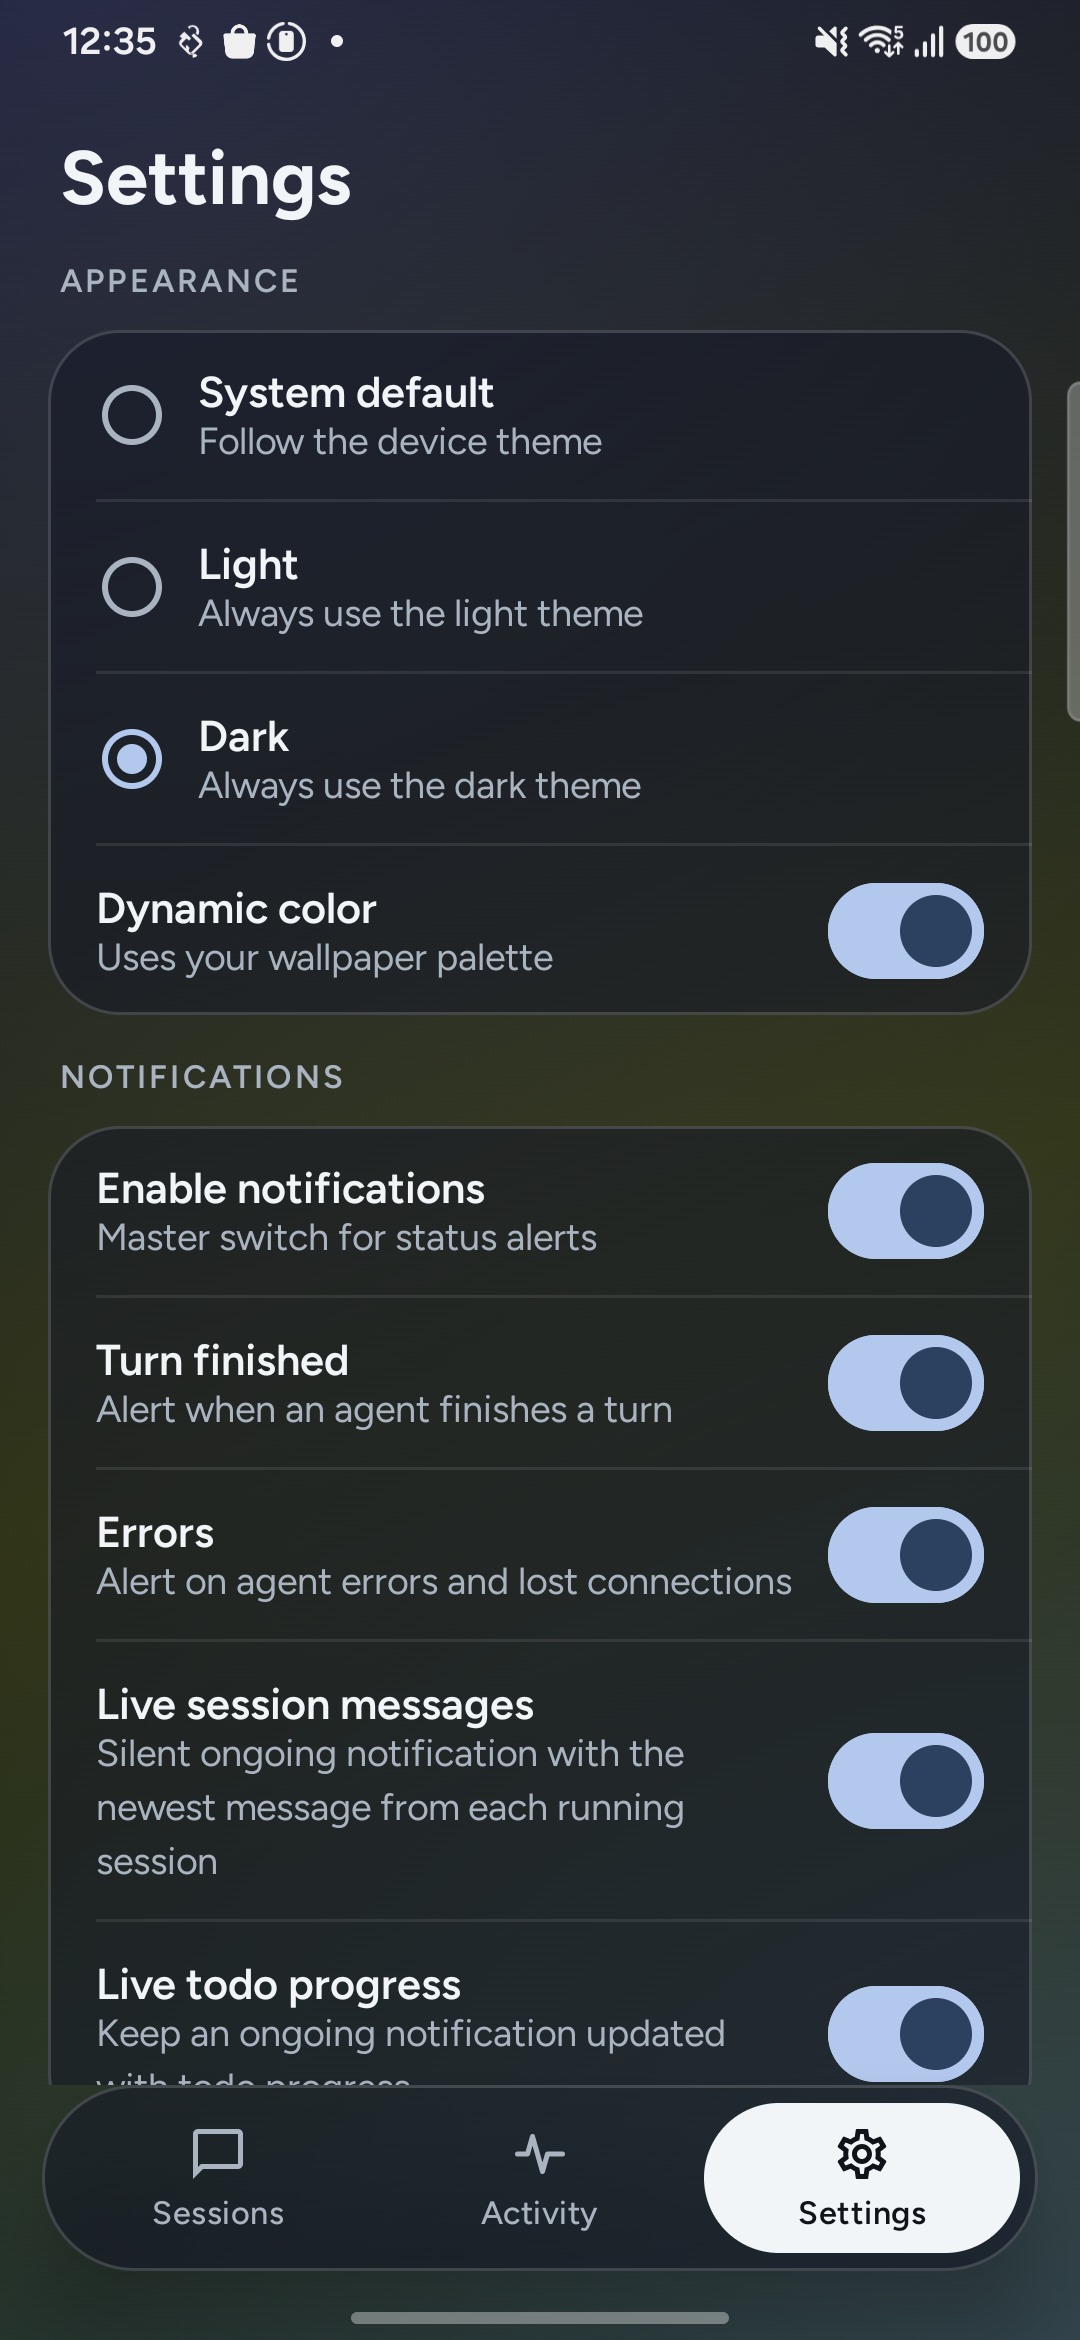 12:35
5
100
Settings
APPEARANCE
System default
Follow the device theme
Light
Always use the light theme
Dark
Always use the dark theme
Dynamic color
Uses your wallpaper palette
NOTIFICATIONS
Enable notifications
Master switch for status alerts
Turn finished
Alert when an agent finishes a turn
Errors
Alert on agent errors and lost connections
Live session messages
Silent ongoing notification with the
newest message from each running
session
Live todo progress
Keep an ongoing notification updated
with todo progress
Sessions
Activity
Settings